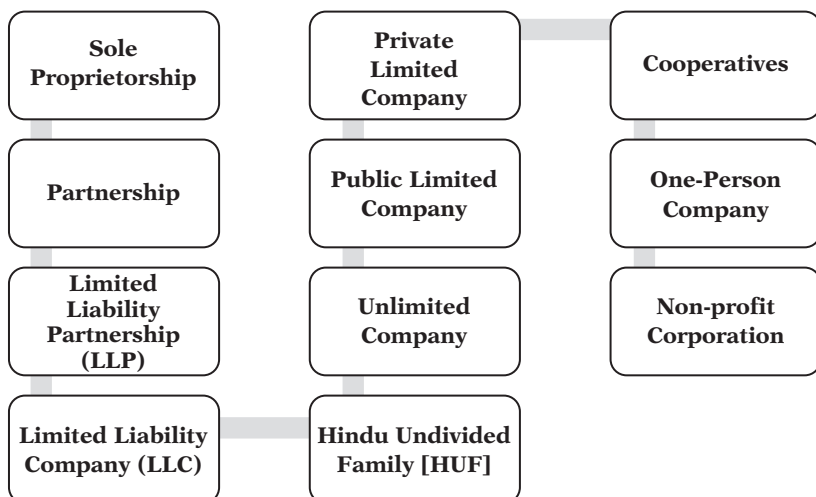 Sole
Proprietorship
Partnership
Limited
Liability
Partnership
(LLP)
Limited Liability
Company (LLC)
Hindu Undivided
Family [HUF]
Unlimited
Company
Public Limited
Company
Private
Limited
Company
Cooperatives
One-Person
Company
Non-profit
Corporation